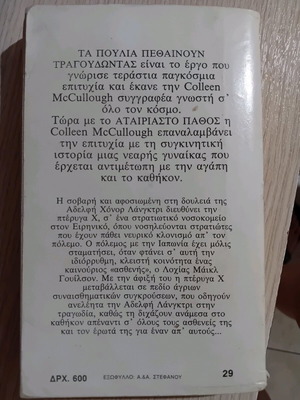 ΤΑ ΠΟΥΛΙΑ ΠΕΘΑΙΝΟΥΝ
ΤΡΑΓΟΥΔΩΝΤΑΣ είναι το έργο που
γνώρισε τεράστια παγκόσμια
επιτυχία και έκανε την Colleen
McCullough συγγραφέα γνωστή σ'
όλο τον κόσμο.
Τώρα με το ΑΤΑΙΡΙΑΣΤΟ ΠΑΘΟΣ η
Colleen McCullough επαναλαμβάνει
την επιτυχία με τη συγκινητική
ιστορία μιας νεαρής γυναίκας που
έρχεται αντιμέτωπη με την αγάπη
και το καθήκον.
Η σοβαρή και αφοσιωμένη στη δουλειά της
Αδελφή Χόνορ Λάνγκτρι διευθύνει την
πτέρυγα Χ, σ' ένα στρατιωτικό νοσοκομείο
στον Ειρηνικό, όπου νοσηλεύονται στρατιώτες
που έχουν πάθει νευρικό κλονισμό απ' τον
πόλεμο. Ο πόλεμος με την Ιαπωνία έχει μόλις
σταματήσει, όταν φτάνει σ' αυτή την
ιδιόρρυθμη, κλειστή κοινότητα ένας
καινούριος «ασθενής», ο Λοχίας Μάικλ
Γουίλσον. Με την άφιξή του η πτέρυγα Χ
μεταβάλλεται σε πεδίο άγριων
συναισθηματικών συγκρούσεων, που οδηγούν
ανελέητα την Αδελφή Λάνγκτρι στην
τραγωδία, καθώς τη διχάζουν ανάμεσα στο
καθήκον απέναντι σ' όλους τους ασθενείς της
και τον έρωτά της για έναν απ' αυτούς...
ΔΡΧ. 600
ΕΞΩΦΥΛΛΟ: Α.&Α. ΣΤΕΦΑΝΟΥ
29